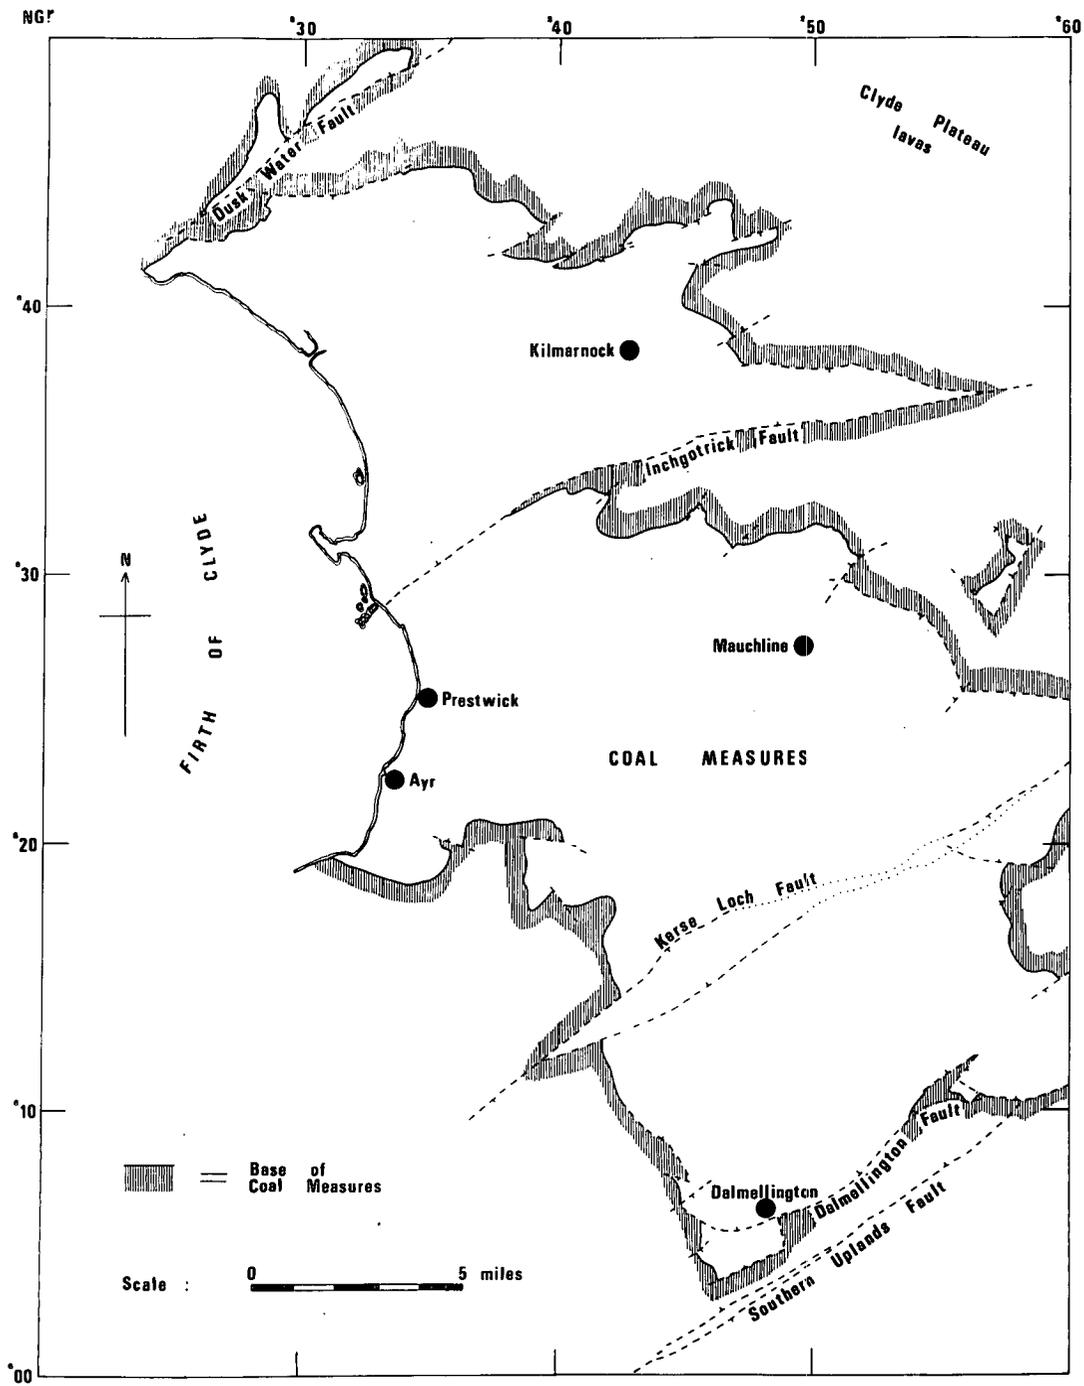 NGr
*30
*40
*50
*60
Clyde Plateau
lavas
Dusk Water Fault
*40
Kilmarnock
Inchgotrick Fault
*30
N
FIRTH OF CLYDE
Mauchline
Prestwick
COAL MEASURES
Ayr
*20
Kerse Loch Fault
*10
Base of
Coal Measures
Dalmellington
Dalmellington Fault
Southern Uplands Fault
Scale :
0 5 miles
*00